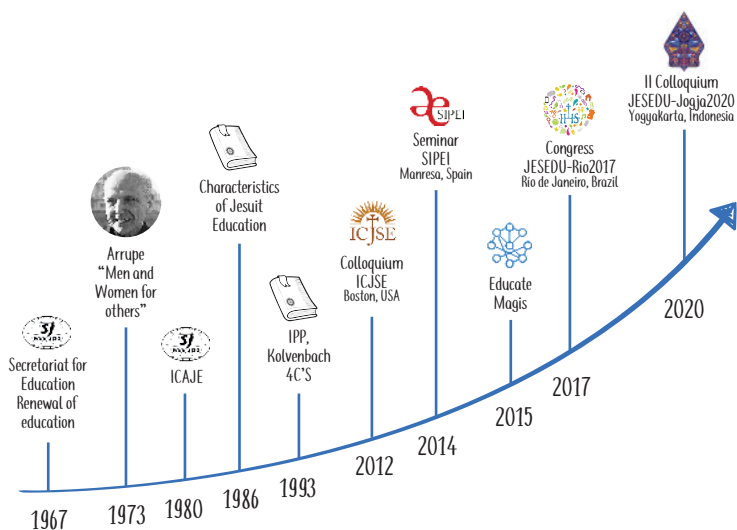 Secretariat for
Education
Renewal of
education
1967
Arrupe
“Men and
Women for
others”
1973
ICAJE
1980
Characteristics
of Jesuit
Education
1986
IPP,
Kolvenbach
4C'S
1993
ICJSE
Colloquium
ICJSE
Boston, USA
2012
SIPEI
Seminar
SIPEI
Manresa, Spain
2014
Educate
Magis
2015
IHS
Congress
JESEDU-Rio2017
Río de Janeiro, Brazil
2017
II Colloquium
JESEDU-Jogja2020
Yogyakarta, Indonesia
2020